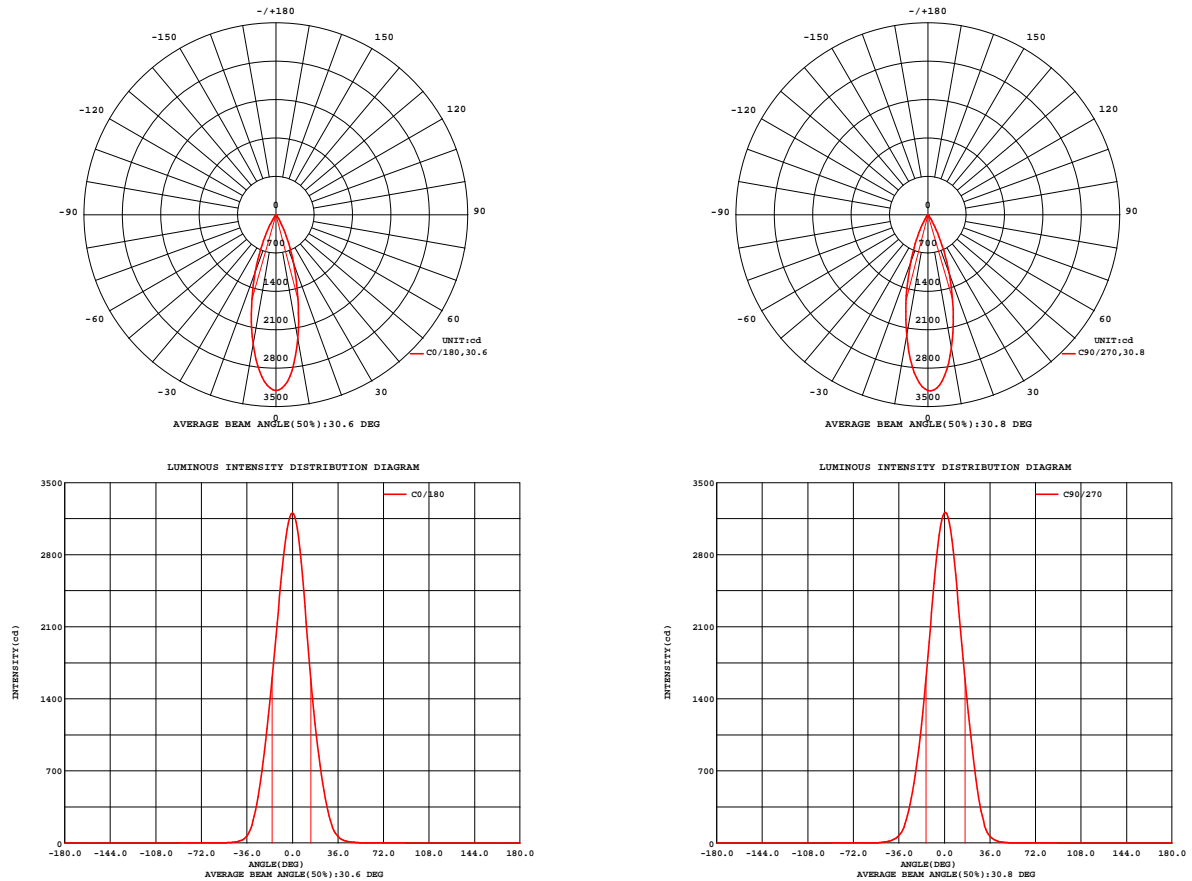 -/+180
-150 150
-120 120
-90 90
-60 60
-30 30
0
700
1400
2100
2800
3500
0
UNIT:cd
C0/180,30.6
AVERAGE BEAM ANGLE(50%):30.6 DEG
-/+180
-150 150
-120 120
-90 90
-60 60
-30 30
0
700
1400
2100
2800
3500
0
UNIT:cd
C90/270,30.8
AVERAGE BEAM ANGLE(50%):30.8 DEG
LUMINOUS INTENSITY DISTRIBUTION DIAGRAM
C0/180
INTENSITY(cd)
3500
2800
2100
1400
700
0
-180.0 -144.0 -108.0 -72.0 -36.0 0.0 36.0 72.0 108.0 144.0 180.0
ANGLE(DEG)
AVERAGE BEAM ANGLE(50%):30.6 DEG
LUMINOUS INTENSITY DISTRIBUTION DIAGRAM
C90/270
INTENSITY(cd)
3500
2800
2100
1400
700
0
-180.0 -144.0 -108.0 -72.0 -36.0 0.0 36.0 72.0 108.0 144.0 180.0
ANGLE(DEG)
AVERAGE BEAM ANGLE(50%):30.8 DEG